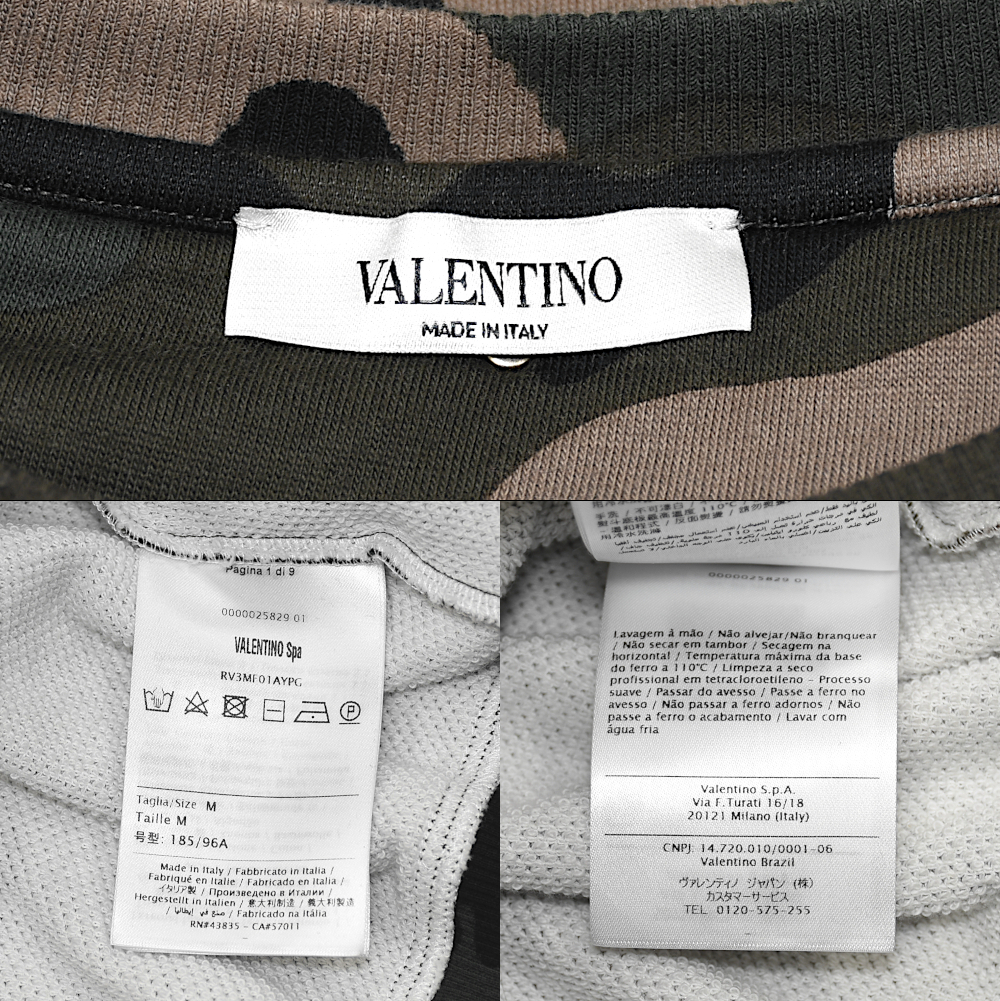 VALENTINO
MADE IN ITALY
Pagina 1 di 9
0000025829 01
VALENTINO Spa
RV3MF01AYPG
Taglia/Size M
Taille M
号型: 185/96A
Made in Italy / Fabbricato in Italia /
Fabriqué en Italie / Fabricado en Italia /
イタリア製 / Произведено в Италии /
Hergestellt in Italien / 意大利制造 / 義大利製造
/ صنع في إيطاليا / Fabricado na Itália
RN#43835 - CA#57011
0000025829 01
Lavagem à mão / Não alvejar/Não branquear
/ Não secar em tambor / Secagem na
horizontal / Temperatura máxima da base
do ferro a 110°C / Limpeza a seco
profissional em tetracloroetileno - Processo
suave / Passar do avesso / Passe a ferro no
avesso / Não passar a ferro adornos / Não
passe a ferro o acabamento / Lavar com
água fria
Valentino S.p.A.
Via F.Turati 16/18
20121 Milano (Italy)
CNPJ: 14.720.010/0001-06
Valentino Brazil
ヴァレンティノ ジャパン (株)
カスタマーサービス
TEL 0120-575-255